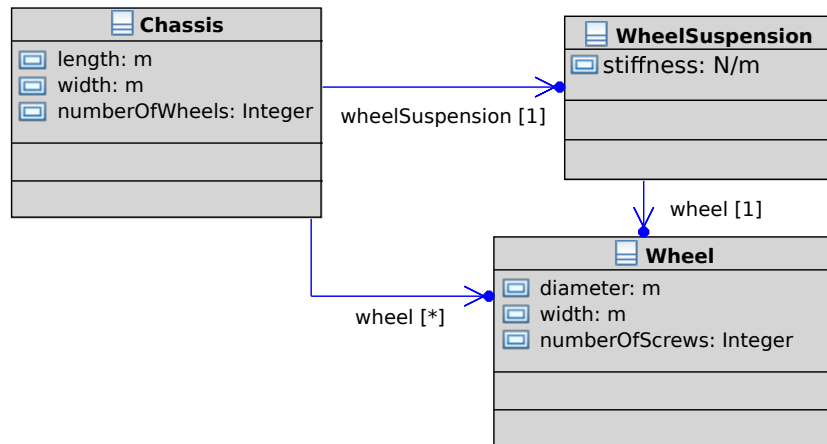 Chassis
length: m
width: m
numberOfWheels: Integer
wheelSuspension [1]
WheelSuspension
stiffness: N/m
wheel [1]
wheel [*]
Wheel
diameter: m
width: m
numberOfScrews: Integer